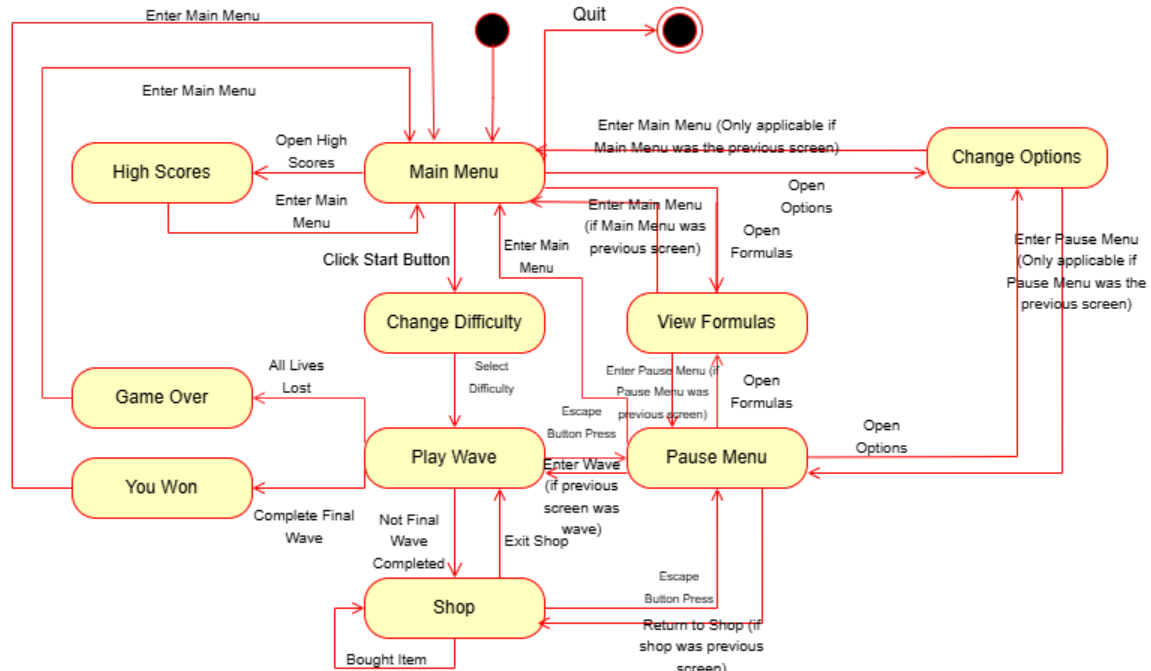 Enter Main Menu
Quit
Enter Main Menu
Open High
Scores
High Scores
Enter Main
Menu
Main Menu
Enter Main Menu (Only applicable if
Main Menu was the previous screen)
Change Options
Open
Options
Enter Main Menu
(if Main Menu was
previous screen)
Open
Formulas
Enter Main
Menu
Enter Pause Menu
(Only applicable if
Pause Menu was the
previous screen)
Click Start Button
Change Difficulty
View Formulas
Select
Difficulty
Enter Pause Menu (if
Pause Menu was
previous screen)
Open
Formulas
All Lives
Lost
Game Over
Escape
Button Press
Open
Options
Play Wave
Pause Menu
Enter Wave
(if previous
screen was
wave)
You Won
Complete Final
Wave
Not Final
Wave
Completed
Exit Shop
Escape
Button Press
Shop
Return to Shop (if
shop was previous
screen)
Bought Item